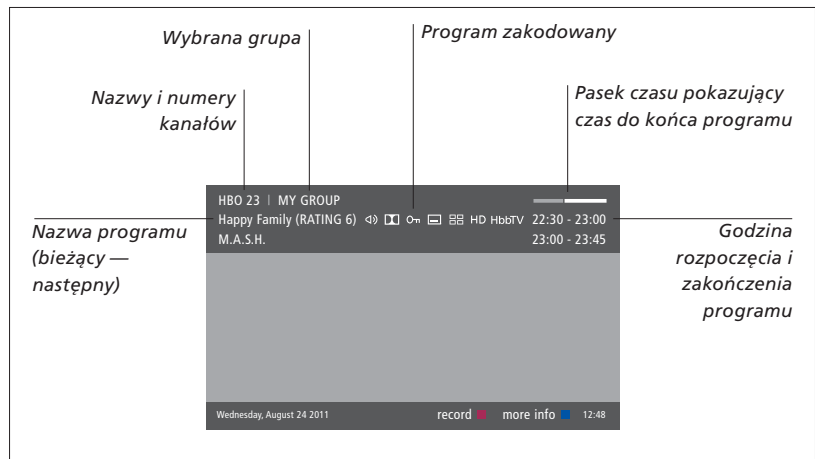 Wybrana grupa
Program zakodowany
Nazwy i numery
kanałów
Pasek czasu pokazujący
czas do końca programu
HBO 23 | MY GROUP
Happy Family (RATING 6) HD HbbTV 22:30 - 23:00
M.A.S.H. 23:00 - 23:45
Nazwa programu
(bieżący —
następny)
Godzina
rozpoczęcia i
zakończenia
programu
Wednesday, August 24 2011 record more info 12:48